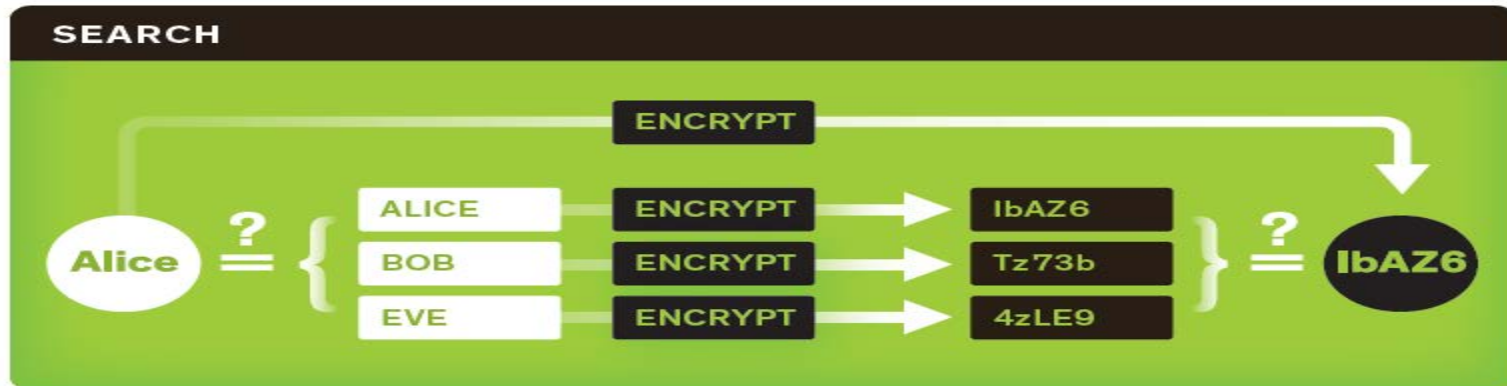 SEARCH
ENCRYPT
ALICE ENCRYPT IbAZ6
Alice ? = { } ? = IbAZ6
BOB ENCRYPT Tz73b
EVE ENCRYPT 4zLE9